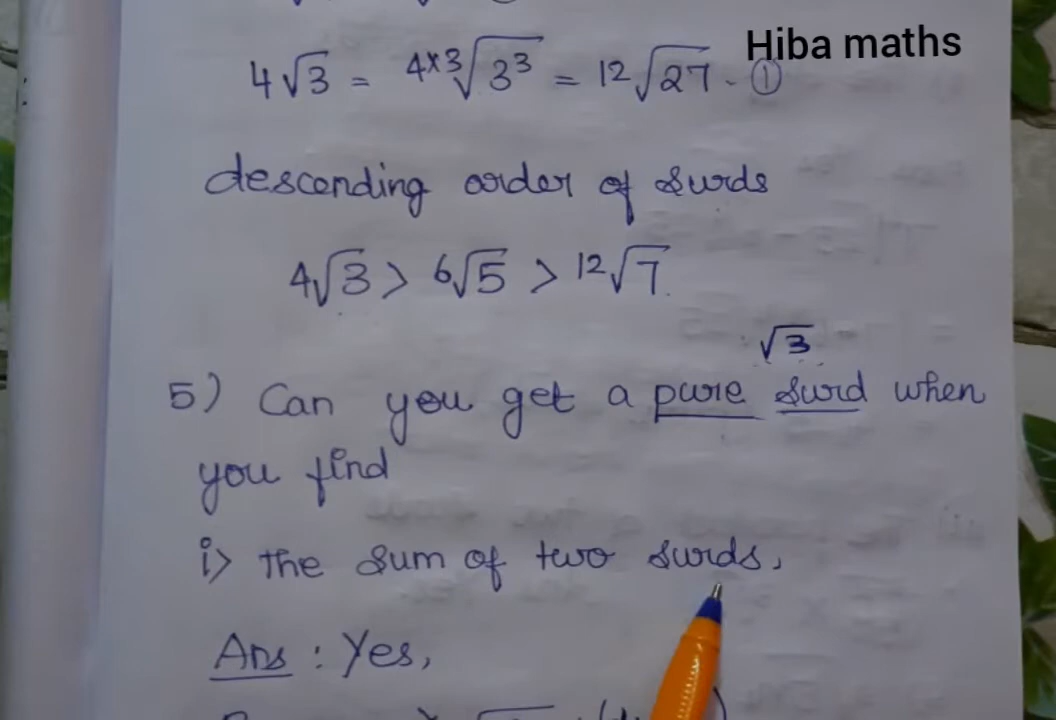 Hiba maths
4√3 = 4×3√3³ = 12√27 - ①
descending order of surds
4√3 > 6√5 > 12√7
√3
5) Can you get a pure surd when
you find
i) the sum of two surds,
Ans : Yes,